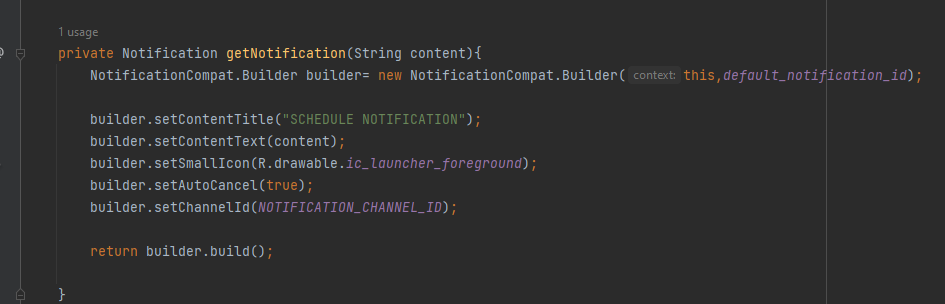 1 usage
@
private Notification getNotification(String content){
NotificationCompat.Builder builder= new NotificationCompat.Builder( context: this,default_notification_id);
builder.setContentTitle("SCHEDULE NOTIFICATION");
builder.setContentText(content);
builder.setSmallIcon(R.drawable.ic_launcher_foreground);
builder.setAutoCancel(true);
builder.setChannelId(NOTIFICATION_CHANNEL_ID);
return builder.build();
}